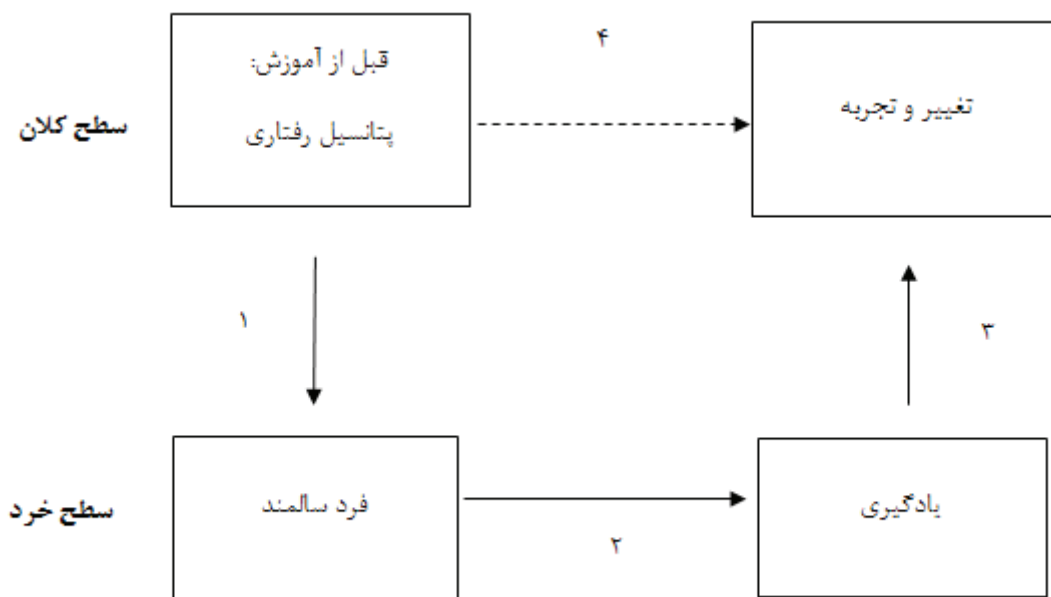 قبل از آموزش:
پتانسیل رفتاری
۴
تغییر و تجربه
سطح کلان
۱
۳
فرد سالمند
یادگیری
سطح خرد
۲